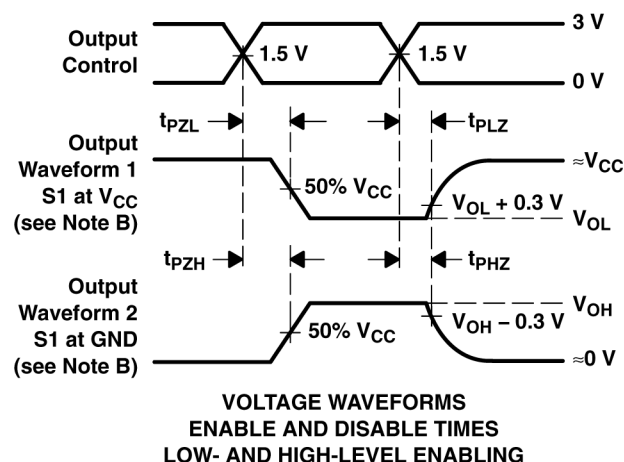 Output
Control
1.5 V
1.5 V
3 V
0 V
tPZL
tPLZ
Output
Waveform 1
S1 at VCC
(see Note B)
50% VCC
VOL + 0.3 V
≈VCC
VOL
tPZH
tPHZ
Output
Waveform 2
S1 at GND
(see Note B)
50% VCC
VOH
VOH − 0.3 V
≈0 V
VOLTAGE WAVEFORMS
ENABLE AND DISABLE TIMES
LOW- AND HIGH-LEVEL ENABLING